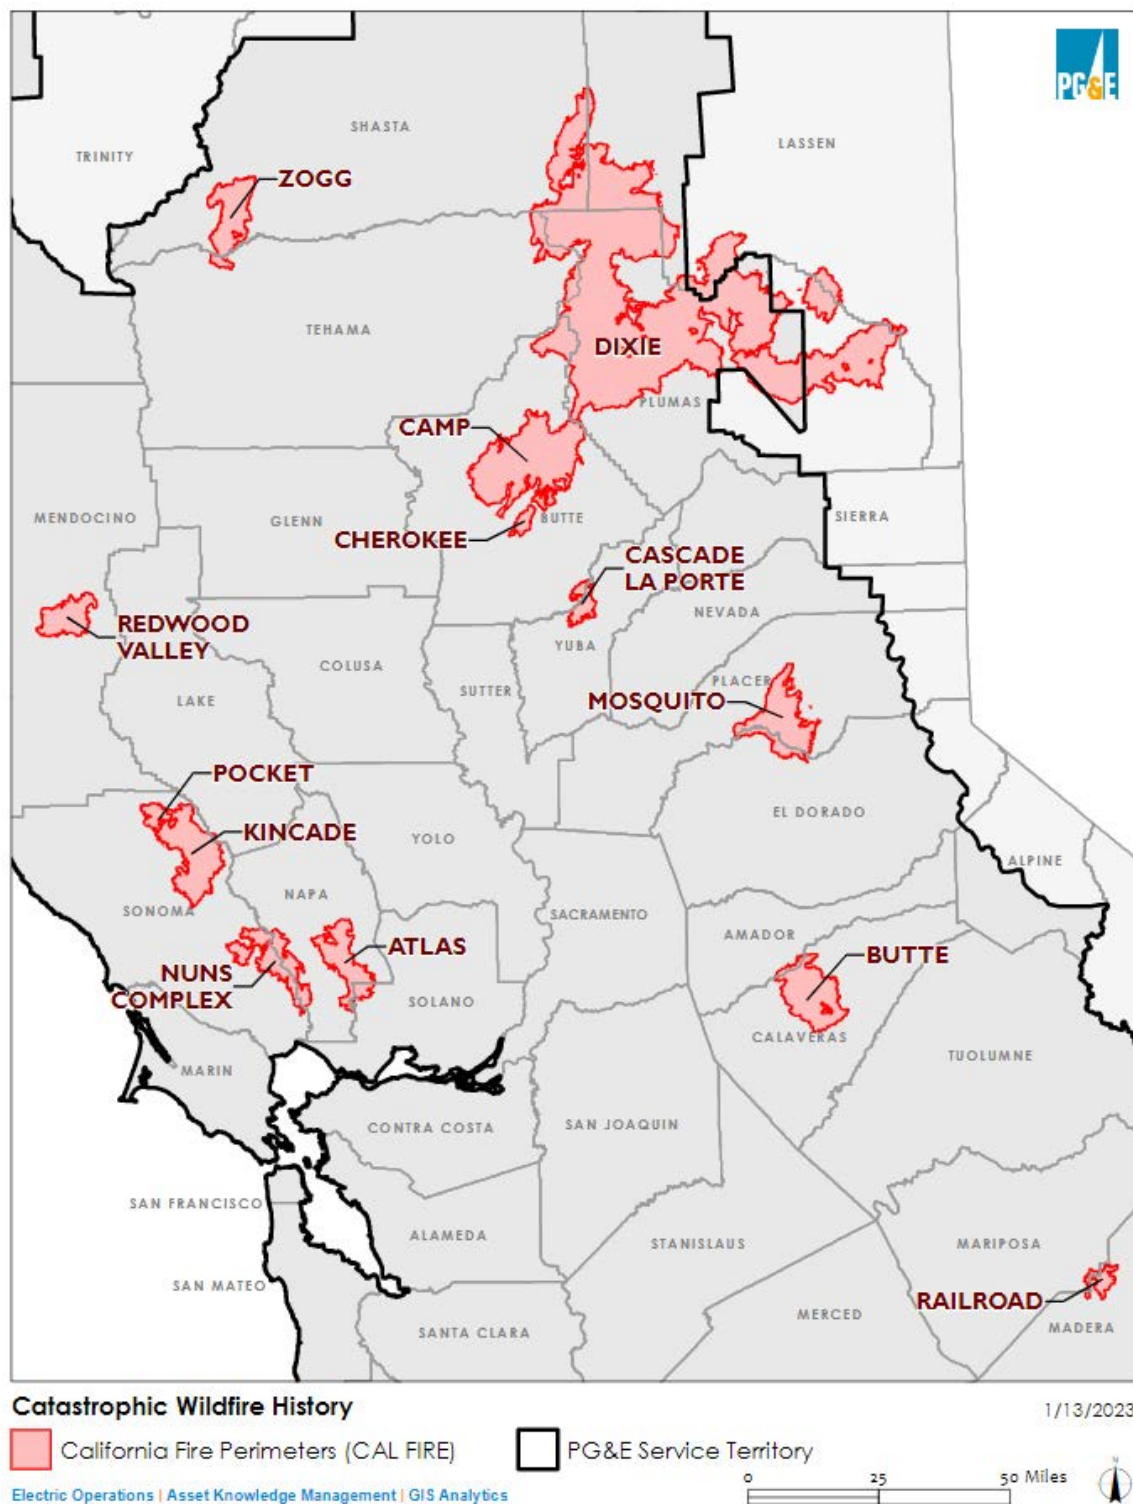 PG&E
SHASTA
LASSEN
TRINITY
ZOGG
TEHAMA
DIXIE
PLUMAS
CAMP
MENDOCINO
GLENN
BUTTE
SIERRA
CHEROKEE
CASCADE
LA PORTE
NEVADA
REDWOOD
VALLEY
YUBA
COLUSA
LAKE
SUTTER
PLACER
MOSQUITO
POCKET
KINCADE
YOLO
EL DORADO
ALPINE
NAPA
SONOMA
SACRAMENTO
AMADOR
ATLAS
BUTTE
NUNS
COMPLEX
SOLANO
CALAVERAS
TUOLUMNE
MARIN
CONTRA COSTA
SAN JOAQUIN
SAN FRANCISCO
ALAMEDA
STANISLAUS
MARIPOSA
SAN MATEO
RAILROAD
MERCED
MADERA
SANTA CLARA
Catastrophic Wildfire History
1/13/2023
California Fire Perimeters (CAL FIRE)
PG&E Service Territory
0 25 50 Miles
N
Electric Operations | Asset Knowledge Management | GIS Analytics